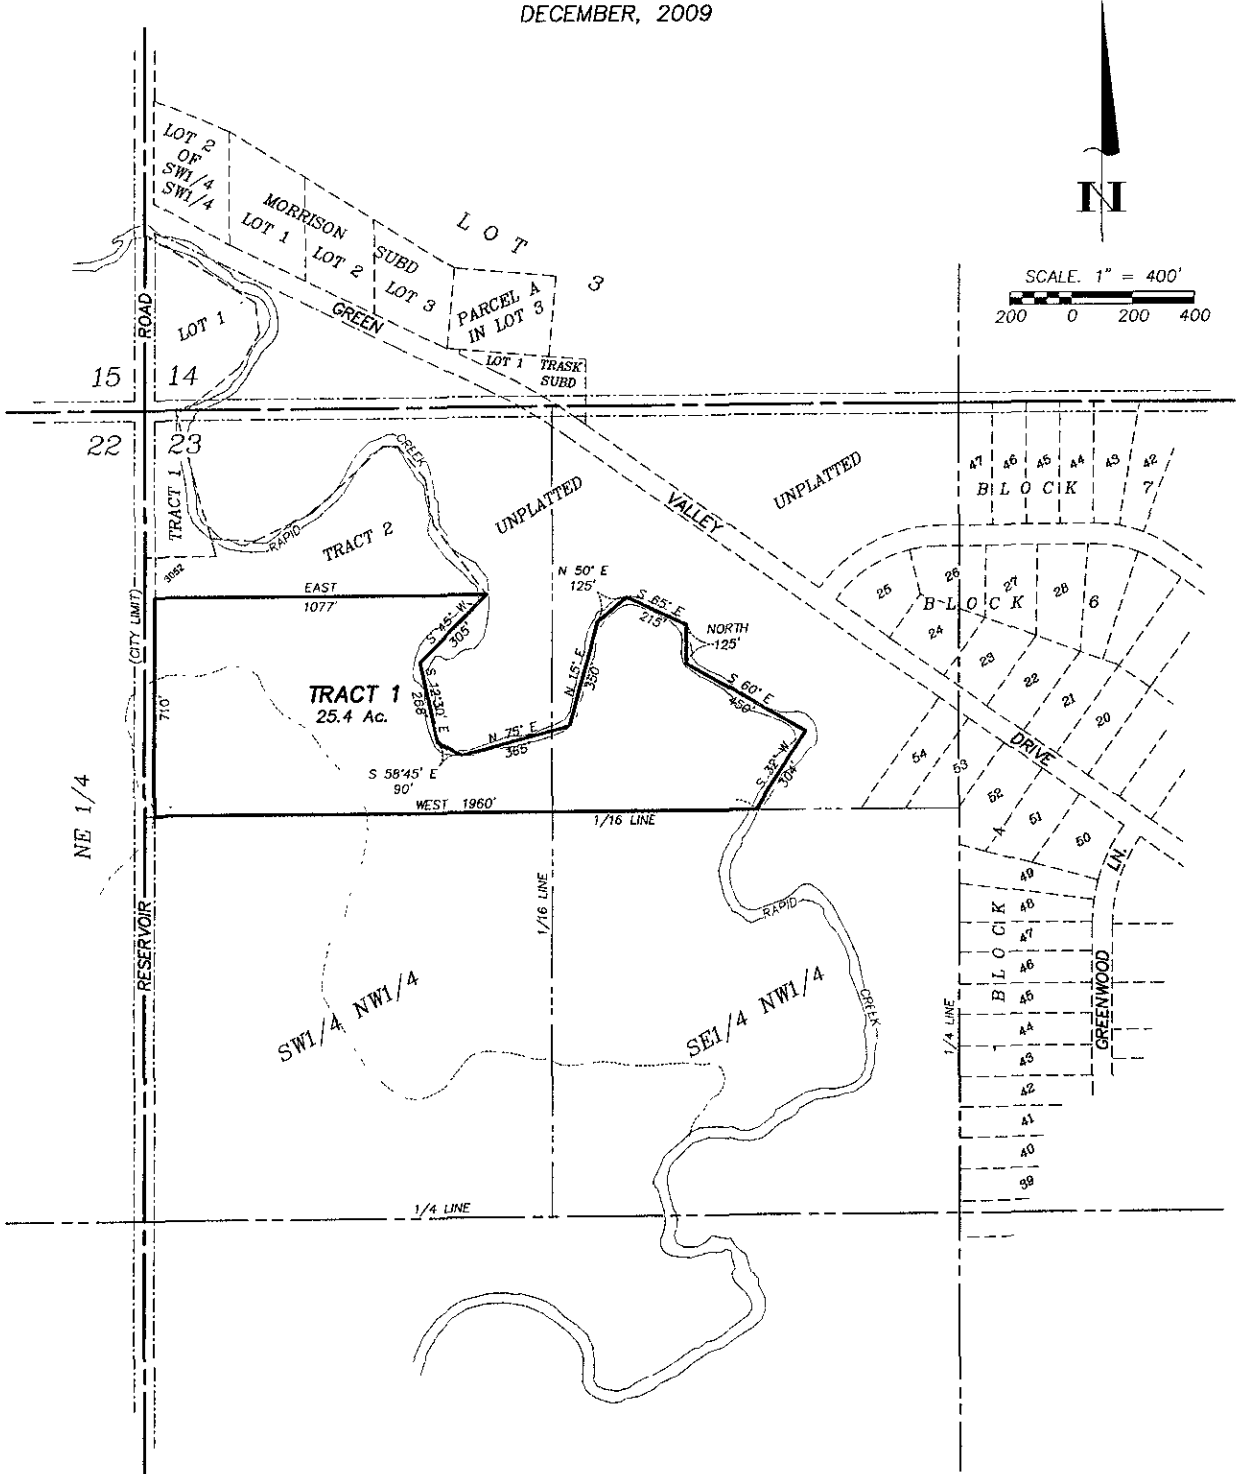 DECEMBER, 2009
N
SCALE. 1" = 400'
200 0 200 400
LOT 2
OF
SW1/4
SW1/4
MORRISON
SUBD
LOT 1
LOT 2
LOT 3
LOT
3
PARCEL A
IN LOT 3
LOT 1
TRASK
SUBD
GREEN
VALLEY
DRIVE
ROAD
LOT 1
15
14
22
23
TRACT 1
RAPID
CREEK
TRACT 2
UNPLATTED
UNPLATTED
3052
(CITY LIMIT)
EAST
1077'
S 45° W
305'
S 12°30' E
268'
S 58°45' E
90'
N 75° E
365'
N 15° E
350'
N 50° E
125'
S 65° E
215'
NORTH
125'
S 60° E
450'
S 32° W
304'
WEST 1960'
710'
TRACT 1
25.4 Ac.
1/16 LINE
1/16 LINE
NE 1/4
RESERVOIR
SW1/4 NW1/4
SE1/4 NW1/4
RAPID
CREEK
1/4 LINE
1/4 LINE
47
46
45
44
43
42
BLOCK 7
25
26
27
28
BLOCK 6
24
23
22
21
20
54
53
52
51
50
49
48
47
46
45
44
43
42
41
40
39
BLOCK
LN.
GREENWOOD